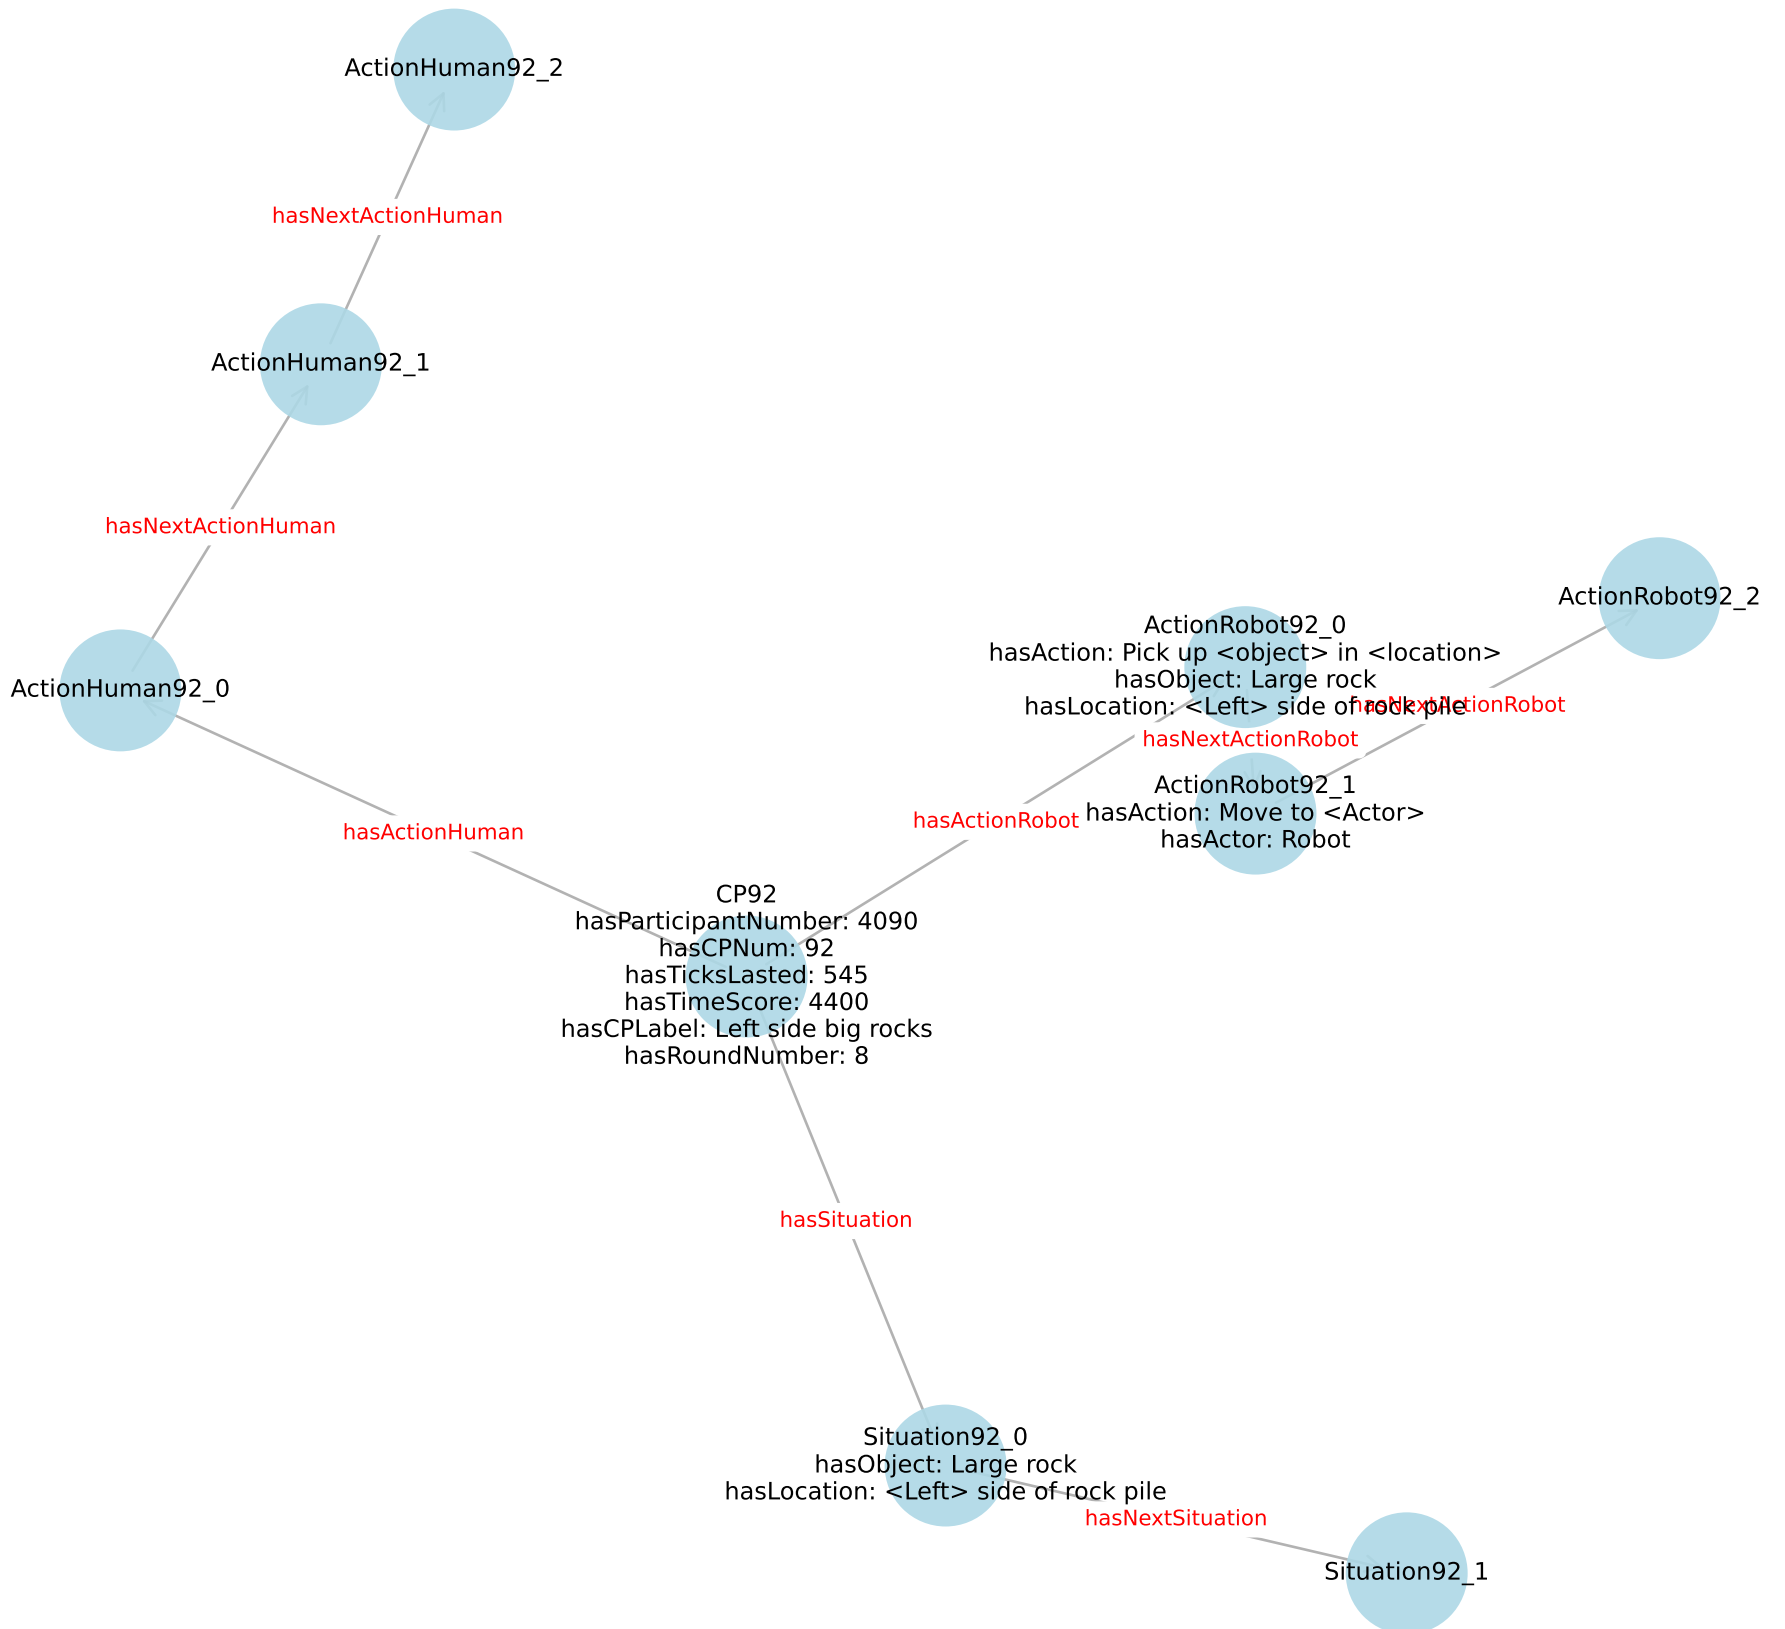 ActionHuman92_2
hasNextActionHuman
ActionHuman92_1
hasNextActionHuman
ActionHuman92_0
hasActionHuman
ActionRobot92_2
ActionRobot92_0
hasAction: Pick up <object> in <location>
hasObject: Large rock
hasLocation: <Left> side of rock pile
hasNextActionRobot
hasNextActionRobot
ActionRobot92_1
hasAction: Move to <Actor>
hasActor: Robot
hasActionRobot
CP92
hasParticipantNumber: 4090
hasCPNum: 92
hasTicksLasted: 545
hasTimeScore: 4400
hasCPLabel: Left side big rocks
hasRoundNumber: 8
hasSituation
Situation92_0
hasObject: Large rock
hasLocation: <Left> side of rock pile
hasNextSituation
Situation92_1